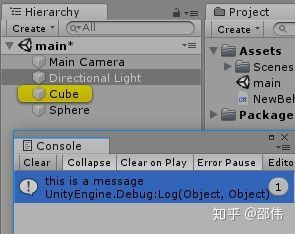 Hierarchy
Project
Create
All
Create
main*
Assets
Main Camera
Scenes
Directional Light
main
Cube
NewBeh
Sphere
Package
Console
Clear
Collapse
Clear on Play
Error Pause
Editor
this is a message
UnityEngine.Debug:Log(Object, Object)
1
知乎 @邵伟